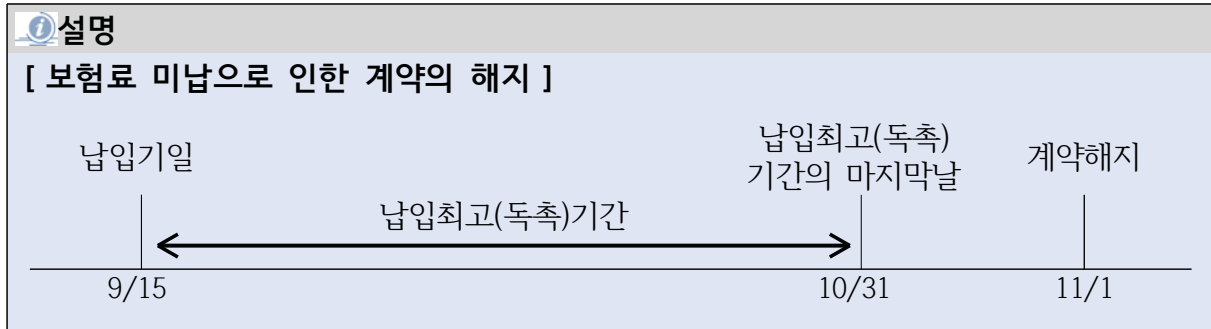 설명
[ 보험료 미납으로 인한 계약의 해지 ]
납입기일
납입최고(독촉)
기간의 마지막날
계약해지
납입최고(독촉)기간
9/15
10/31
11/1